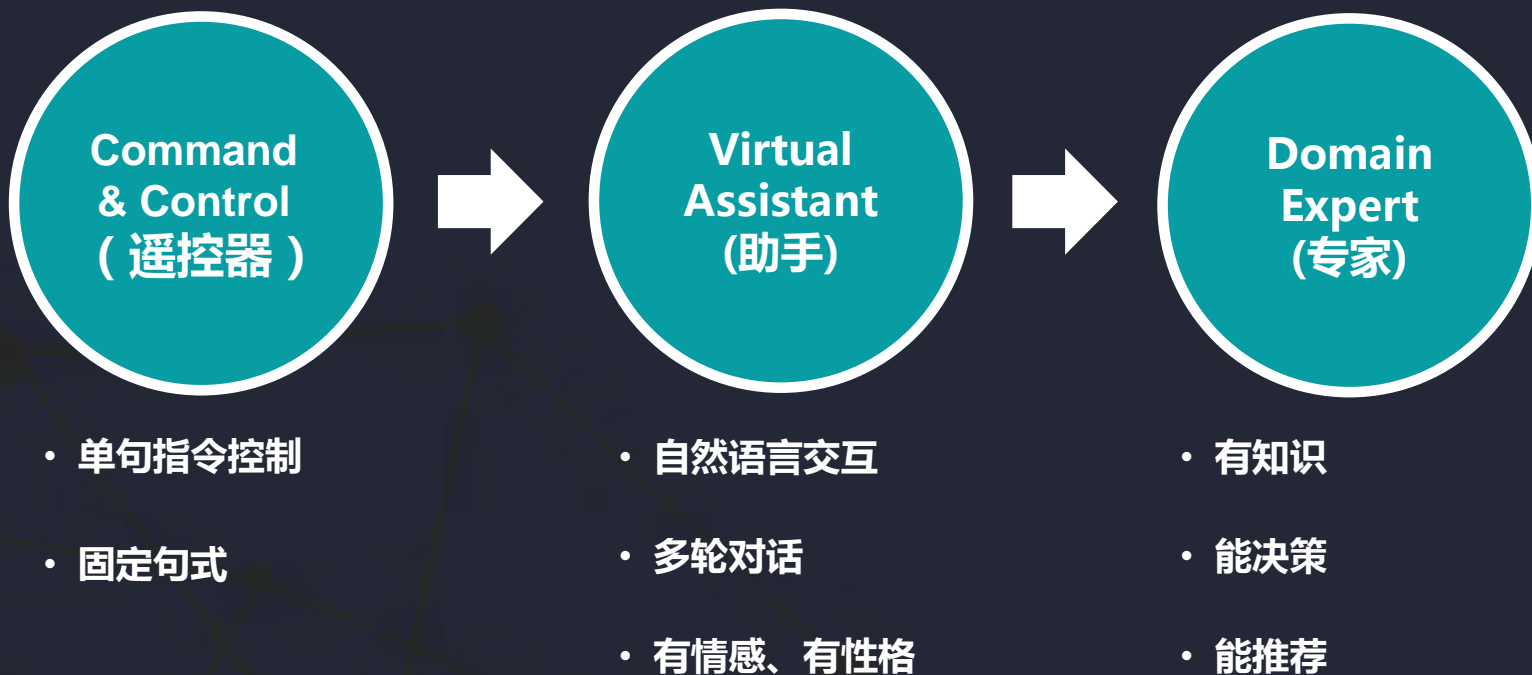 Command
& Control
（遥控器）
Virtual
Assistant
(助手)
Domain
Expert
(专家)
• 单句指令控制
• 固定句式
• 自然语言交互
• 多轮对话
• 有情感、有性格
• 有知识
• 能决策
• 能推荐